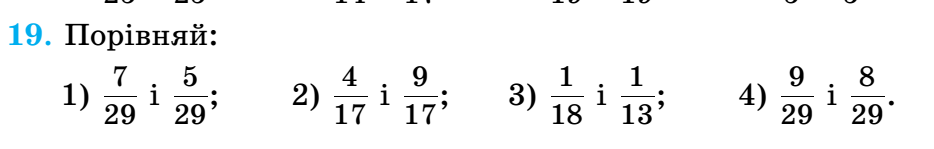 19. Порівняй:
1) 7/29 і 5/29; 2) 4/17 і 9/17; 3) 1/18 і 1/13; 4) 9/29 і 8/29.